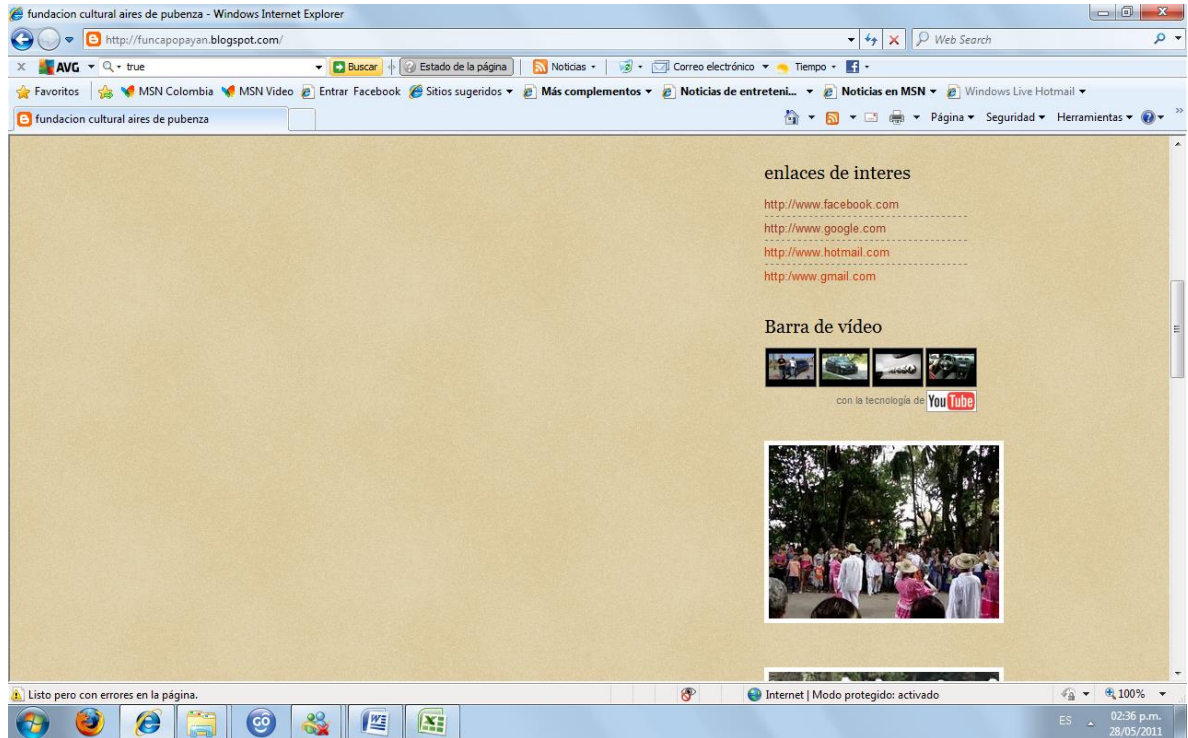 fundacion cultural aires de pubenza - Windows Internet Explorer
http://funcapopayan.blogspot.com/
Web Search
x AVG true Buscar Estado de la página Noticias Correo electrónico Tiempo
Favoritos MSN Colombia MSN Video Entrar Facebook Sitios sugeridos Más complementos Noticias de entreteni... Noticias en MSN Windows Live Hotmail
fundacion cultural aires de pubenza
Página Seguridad Herramientas
enlaces de interes
http://www.facebook.com
http://www.google.com
http://www.hotmail.com
http:/www.gmail.com
Barra de vídeo
con la tecnología de YouTube
Listo pero con errores en la página.
Internet | Modo protegido: activado
100%
GO
ES
02:36 p.m.
28/05/2011